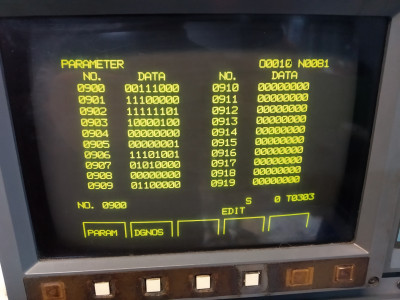 PARAMETER O0016 N0081
NO. DATA NO. DATA
0900 00111000 0910 00000000
0901 11100000 0911 00000000
0902 11111101 0912 00000000
0903 10000100 0913 00000000
0904 00000000 0914 00000000
0905 00000001 0915 00000000
0906 11101001 0916 00000000
0907 01010000 0917 00000000
0908 00000000 0918 00000000
0909 01100000 0919 00000000
NO. 0900 S 0 T0303
EDIT
PARAM DGNOS